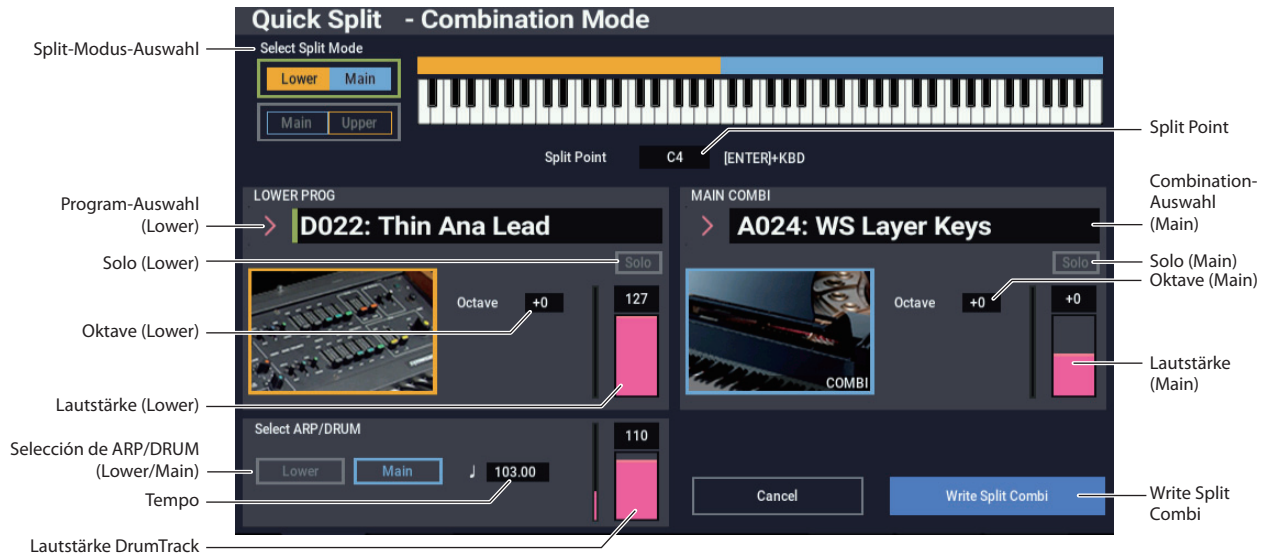 Quick Split - Combination Mode
Split-Modus-Auswahl
Select Split Mode
Lower Main
Main Upper
Split Point C4 [ENTER]+KBD
Split Point
LOWER PROG
MAIN COMBI
Program-Auswahl
(Lower)
D022: Thin Ana Lead
A024: WS Layer Keys
Combination-
Auswahl
(Main)
Solo (Lower)
Solo
Solo
Solo (Main)
Oktave (Main)
Octave +0
127
Octave +0
+0
Oktave (Lower)
COMBI
Lautstärke
(Main)
Lautstärke (Lower)
Select ARP/DRUM
110
Selección de ARP/DRUM
(Lower/Main)
Lower Main ♩ 103.00
Tempo
Cancel
Write Split Combi
Write Split
Combi
Lautstärke DrumTrack